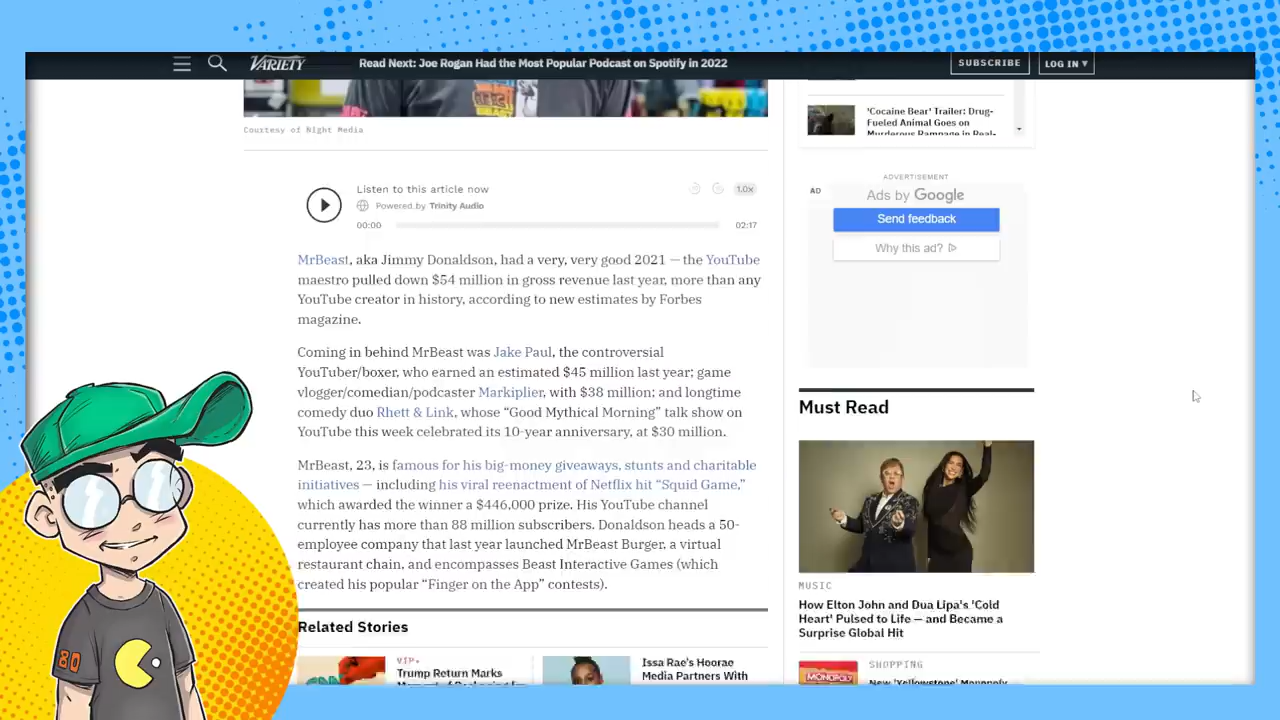 VARIETY
Read Next: Joe Rogan Had the Most Popular Podcast on Spotify in 2022
SUBSCRIBE
LOG IN ▾
Courtesy of Night Media
Listen to this article now
1.0x
Powered by Trinity Audio
00:00
02:17
MrBeast, aka Jimmy Donaldson, had a very, very good 2021 — the YouTube
maestro pulled down $54 million in gross revenue last year, more than any
YouTube creator in history, according to new estimates by Forbes
magazine.
Coming in behind MrBeast was Jake Paul, the controversial
YouTuber/boxer, who earned an estimated $45 million last year; game
vlogger/comedian/podcaster Markiplier, with $38 million; and longtime
comedy duo Rhett & Link, whose “Good Mythical Morning” talk show on
YouTube this week celebrated its 10-year anniversary, at $30 million.
MrBeast, 23, is famous for his big-money giveaways, stunts and charitable
initiatives — including his viral reenactment of Netflix hit “Squid Game,”
which awarded the winner a $446,000 prize. His YouTube channel
currently has more than 88 million subscribers. Donaldson heads a 50-
employee company that last year launched MrBeast Burger, a virtual
restaurant chain, and encompasses Beast Interactive Games (which
created his popular “Finger on the App” contests).
Related Stories
VIP+
Trump Return Marks
Issa Rae's Hoorae
Media Partners With
'Cocaine Bear' Trailer: Drug-
Fueled Animal Goes on
Murderous Rampage in Real-
ADVERTISEMENT
AD
Ads by Google
Send feedback
Why this ad?
Must Read
MUSIC
How Elton John and Dua Lipa's 'Cold
Heart' Pulsed to Life — and Became a
Surprise Global Hit
SHOPPING
New 'Yellowstone' Monopoly
MONOPOLY
80